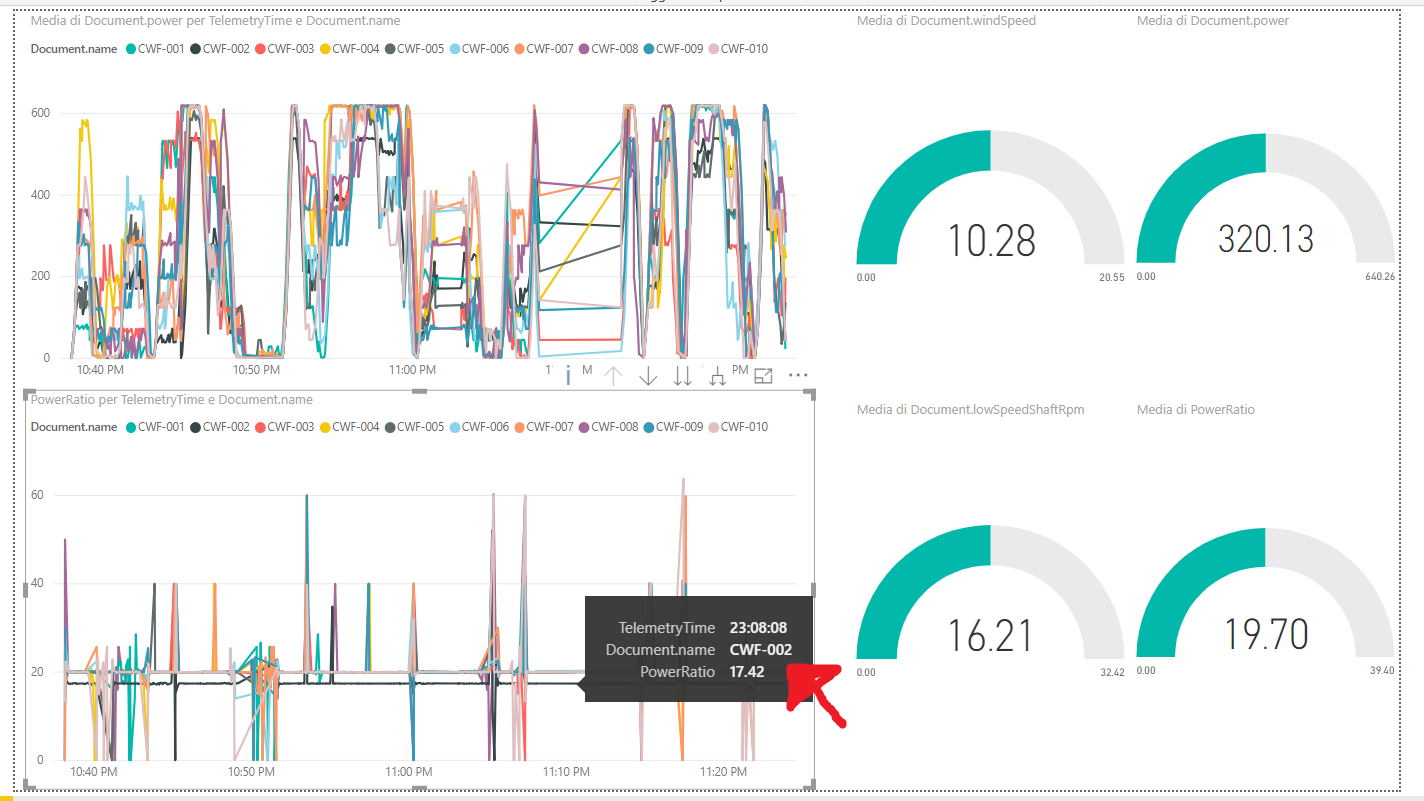 Media di Document.power per TelemetryTime e Document.name
Document.name CWF-001 CWF-002 CWF-003 CWF-004 CWF-005 CWF-006 CWF-007 CWF-008 CWF-009 CWF-010
600
400
200
0
10:40 PM 10:50 PM 11:00 PM 1 M PM
Media di Document.windSpeed
10.28
0.00 20.55
Media di Document.power
320.13
0.00 640.26
PowerRatio per TelemetryTime e Document.name
Document.name CWF-001 CWF-002 CWF-003 CWF-004 CWF-005 CWF-006 CWF-007 CWF-008 CWF-009 CWF-010
60
40
20
0
10:40 PM 10:50 PM 11:00 PM 11:10 PM 11:20 PM
TelemetryTime 23:08:08
Document.name CWF-002
PowerRatio 17.42
Media di Document.lowSpeedShaftRpm
16.21
0.00 32.42
Media di PowerRatio
19.70
0.00 39.40